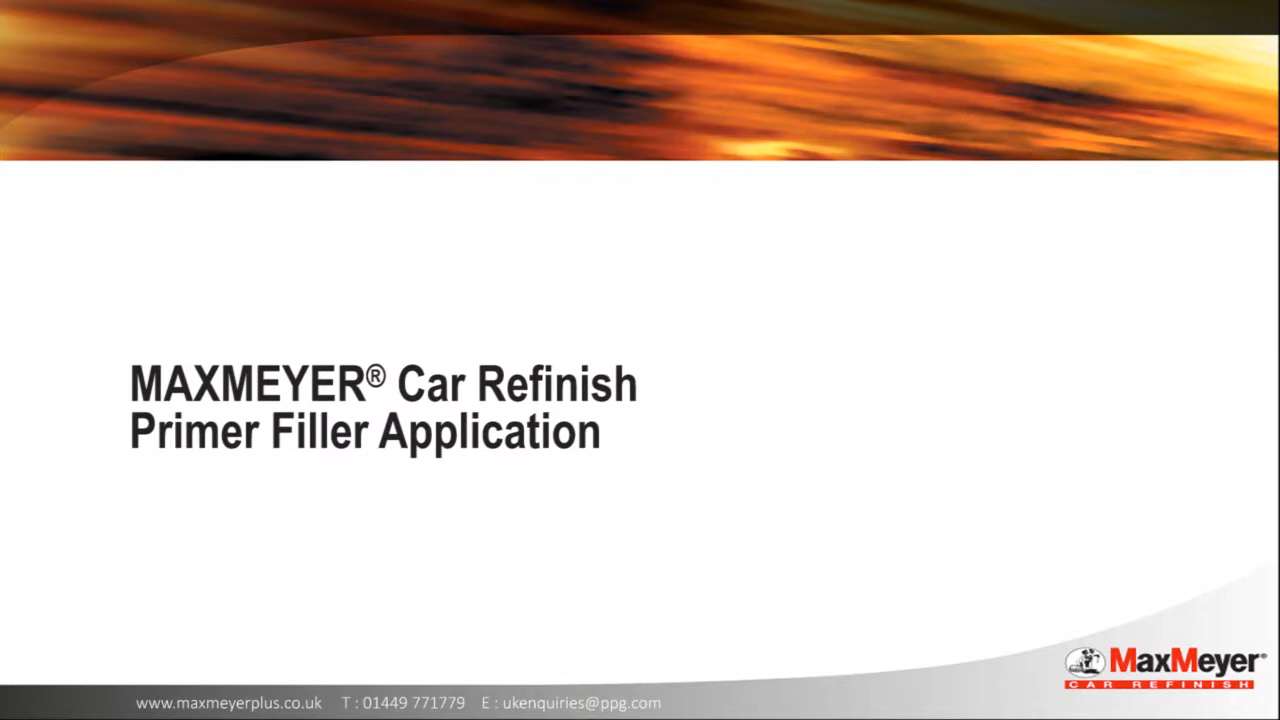 MAXMEYER® Car Refinish
Primer Filler Application
MaxMeyer®
CAR REFINISH
www.maxmeyerplus.co.uk T : 01449 771779 E : ukenquiries@ppg.com